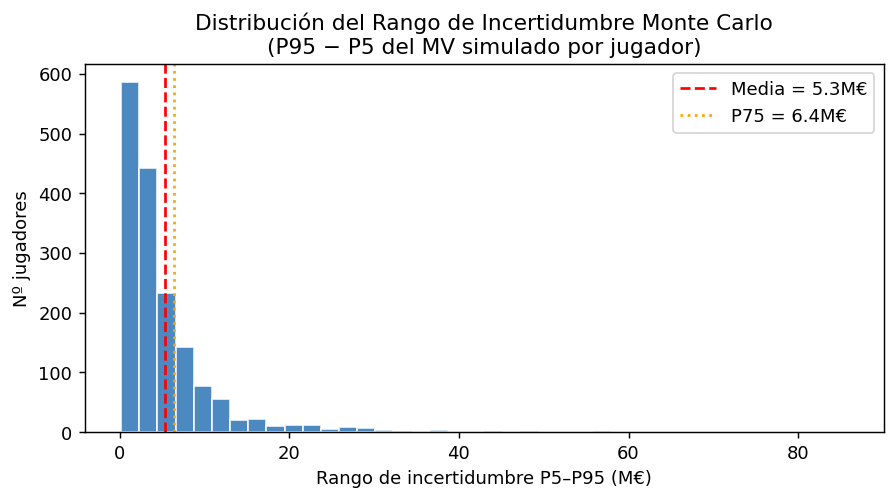 Distribución del Rango de Incertidumbre Monte Carlo
(P95 − P5 del MV simulado por jugador)
Media = 5.3M€
P75 = 6.4M€
Nº jugadores
600
500
400
300
200
100
0
0 20 40 60 80
Rango de incertidumbre P5–P95 (M€)